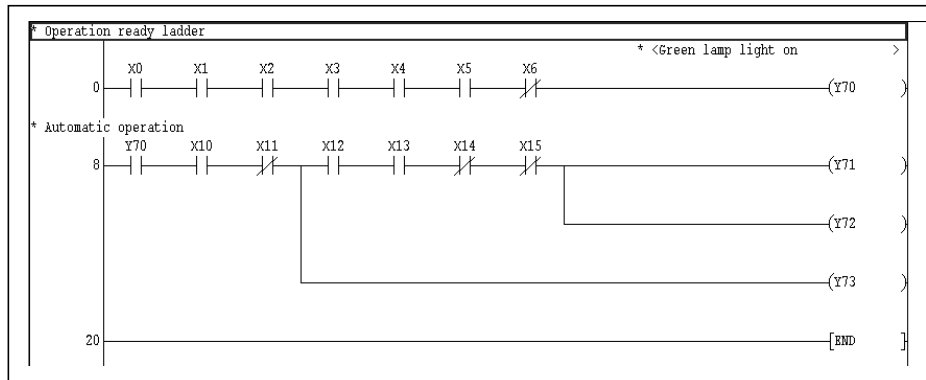 * Operation ready ladder
* <Green lamp light on >
X0 X1 X2 X3 X4 X5 X6
0 (Y70 )
* Automatic operation
Y70 X10 X11 X12 X13 X14 X15
8 (Y71 )
(Y72 )
(Y73 )
20 [END ]